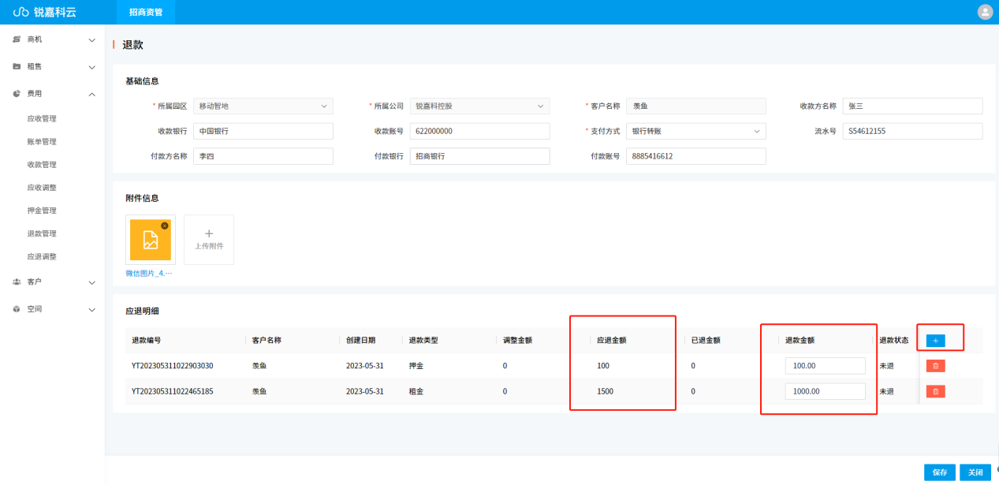 锐嘉科云 招商资管
商机
租售
费用
应收管理
账单管理
收款管理
应收调整
押金管理
退款管理
应退调整
客户
空间
退款
基础信息
* 所属园区 移动智地 * 所属公司 锐嘉科控股 * 客户名称 羡鱼 收款方名称 张三
收款银行 中国银行 收款账号 622000000 * 支付方式 银行转账 流水号 S54612155
付款方名称 李四 付款银行 招商银行 付款账号 8885416612
附件信息
上传附件
微信图片_4.···
应退明细
退款编号 客户名称 创建日期 退款类型 调整金额 应退金额 已退金额 退款金额 退款状态
YT202305311022903030 羡鱼 2023-05-31 押金 0 100 0 100.00 未退
YT202305311022465185 羡鱼 2023-05-31 租金 0 1500 0 1000.00 未退
保存 关闭